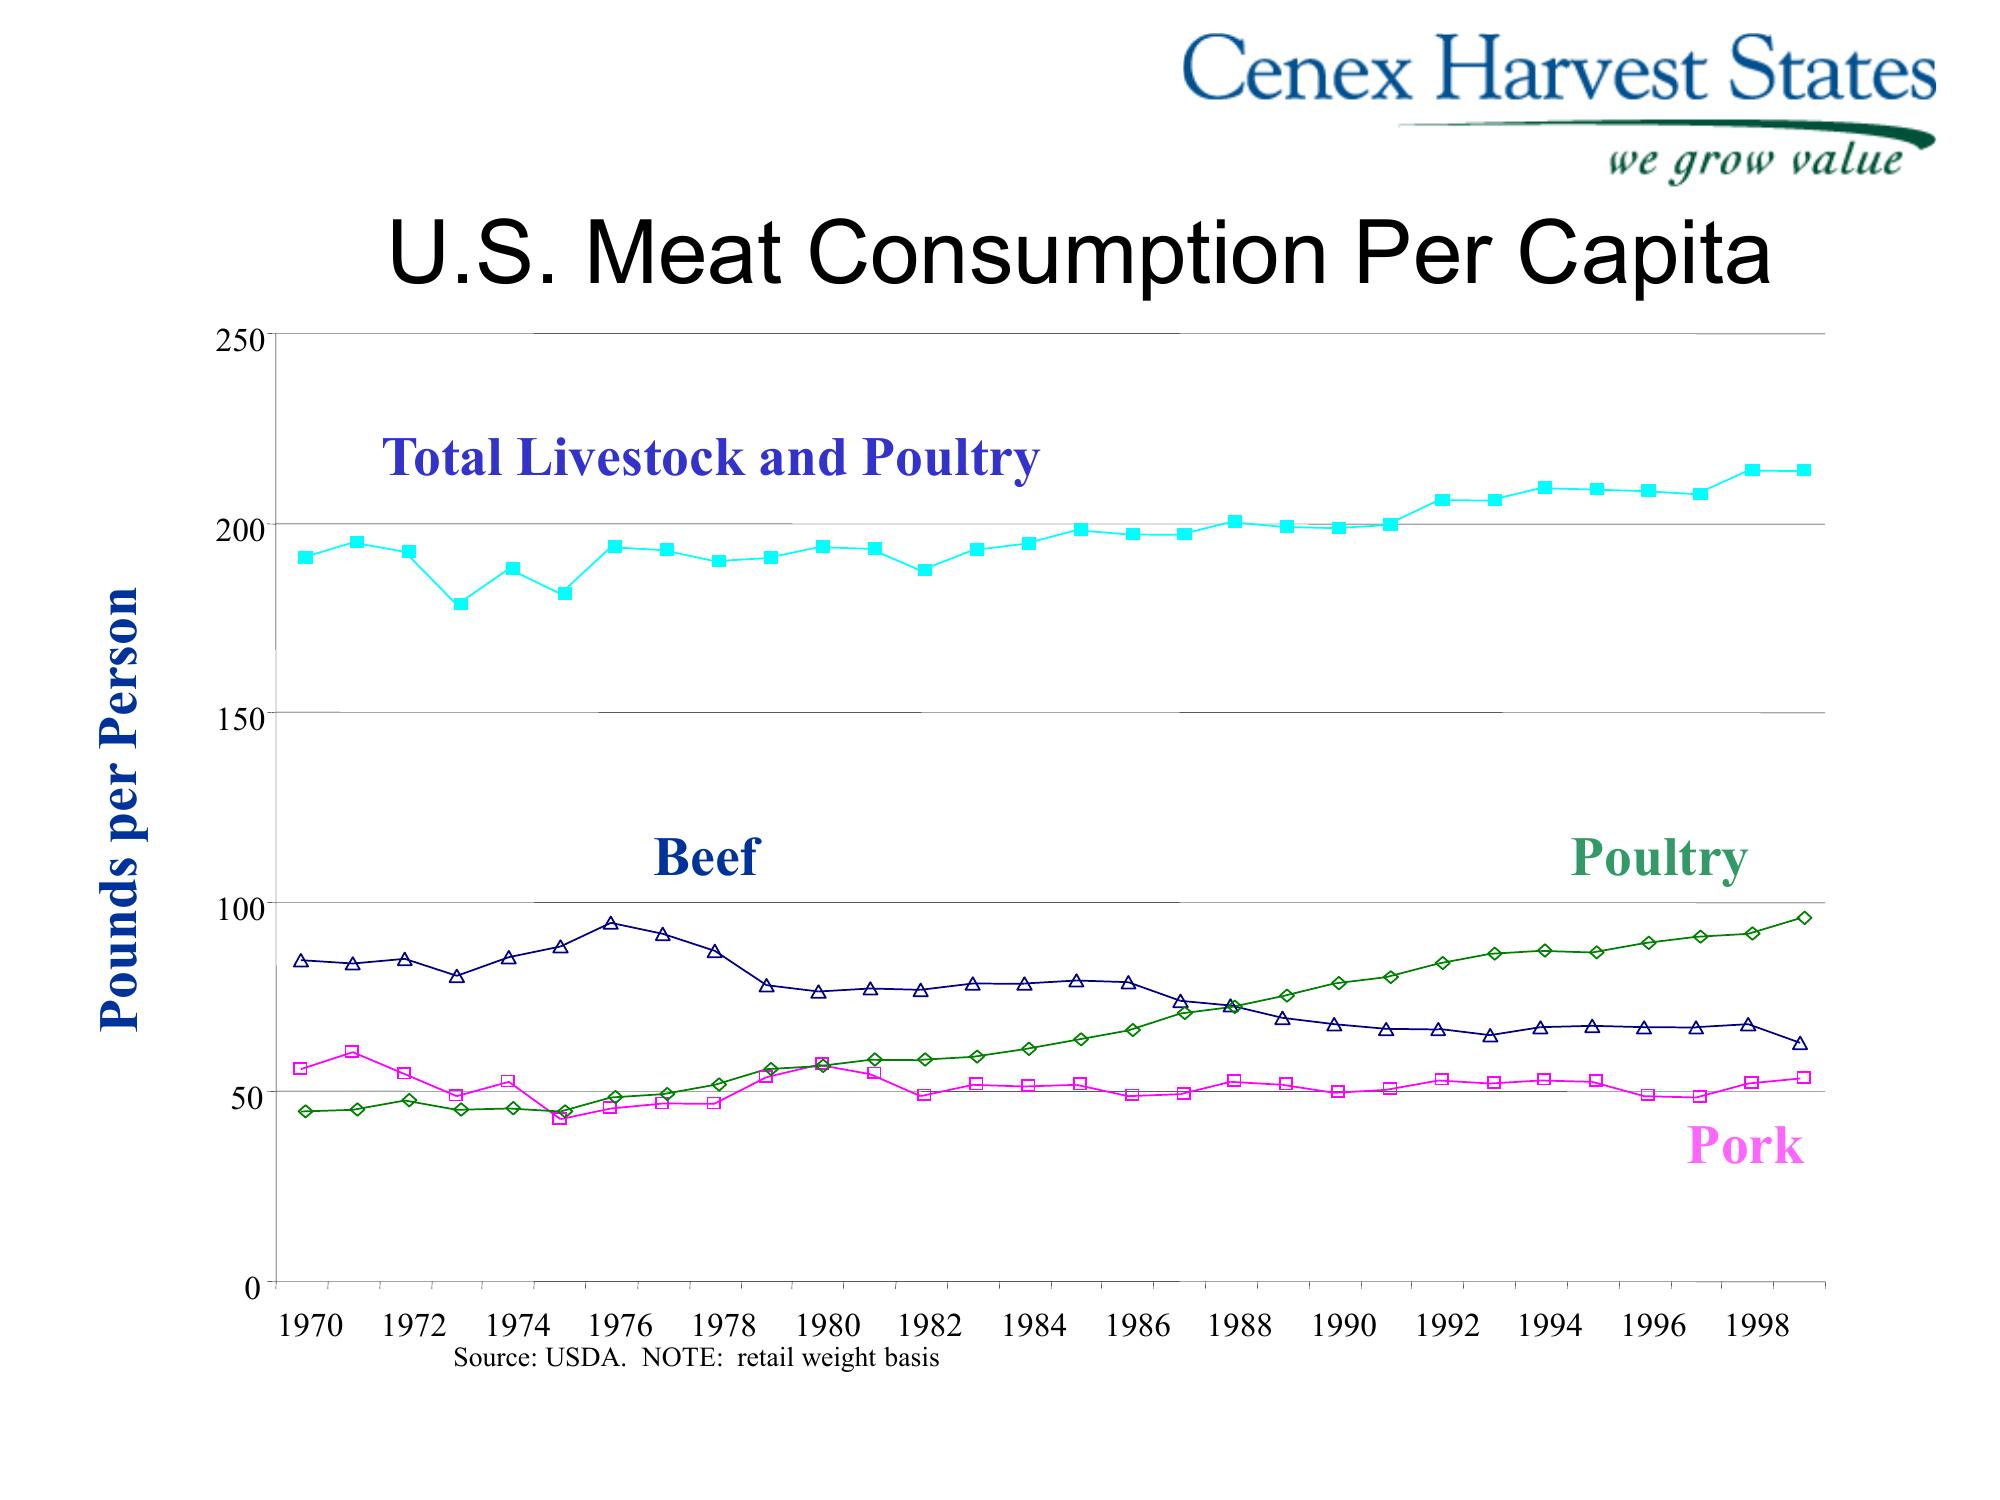 Cenex Harvest States
we grow value
U.S. Meat Consumption Per Capita
250
Total Livestock and Poultry
200
150
Pounds per Person
Beef
Poultry
100
50
Pork
0
1970 1972 1974 1976 1978 1980 1982 1984 1986 1988 1990 1992 1994 1996 1998
Source: USDA.  NOTE:  retail weight basis